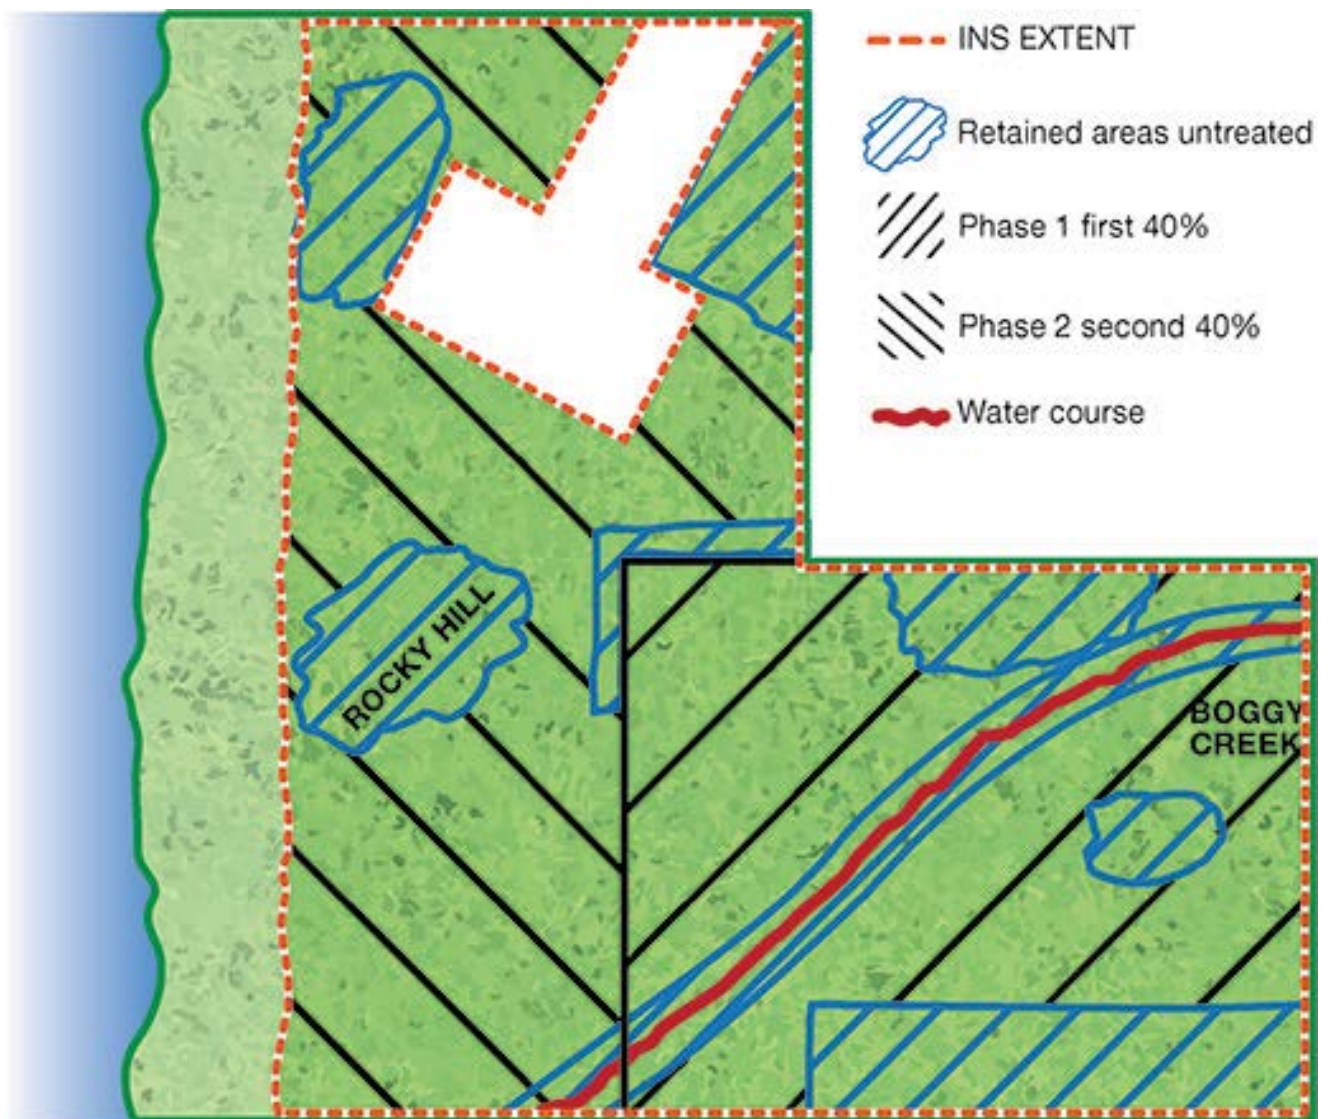 INS EXTENT
Retained areas untreated
Phase 1 first 40%
Phase 2 second 40%
Water course
ROCKY HILL
BOGGY
CREEK